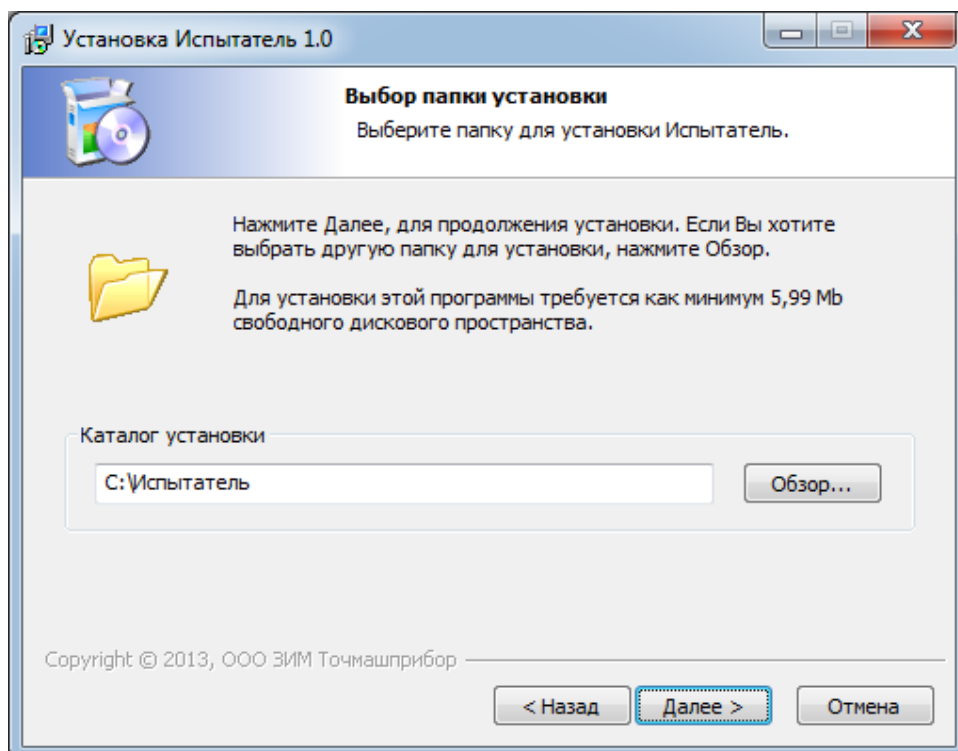 Установка Испытатель 1.0
Выбор папки установки
Выберите папку для установки Испытатель.
Нажмите Далее, для продолжения установки. Если Вы хотите
выбрать другую папку для установки, нажмите Обзор.
Для установки этой программы требуется как минимум 5,99 Mb
свободного дискового пространства.
Каталог установки
C:\Испытатель
Обзор...
Copyright © 2013, ООО ЗИМ Точмашприбор
< Назад
Далее >
Отмена